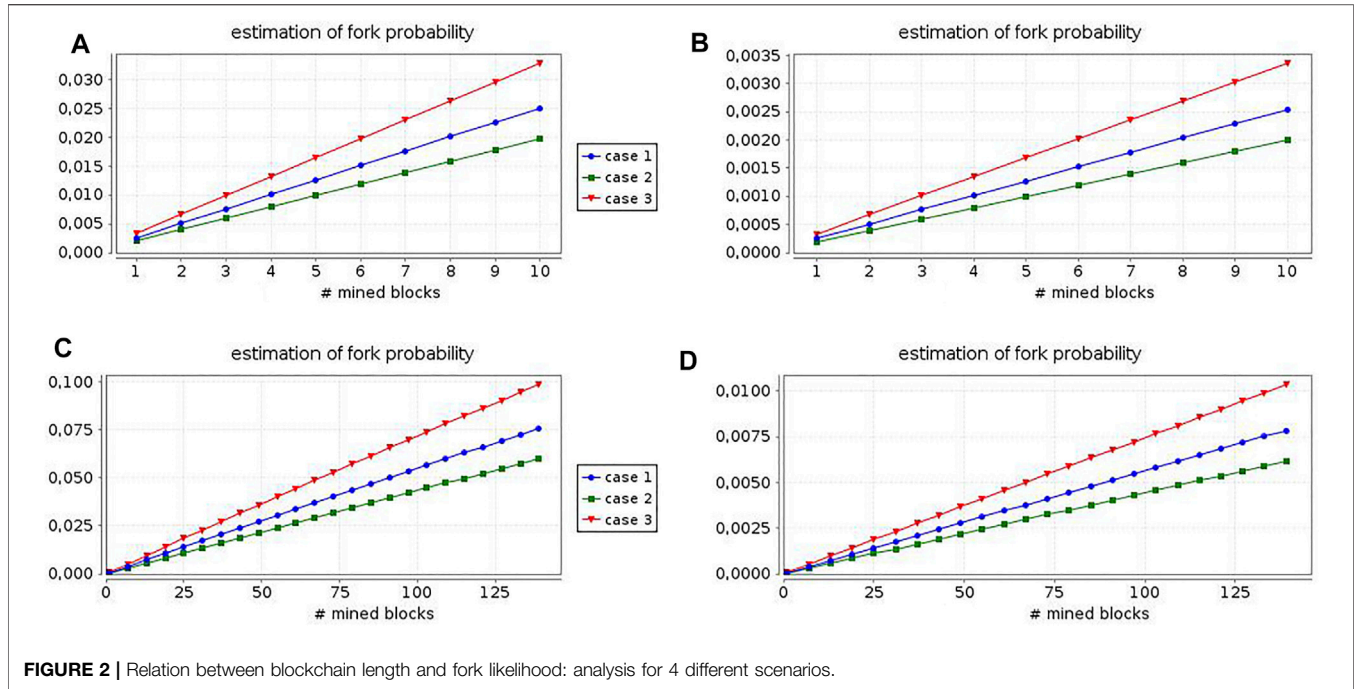 A
estimation of fork probability
0,030
0,025
0,020
0,015
0,010
0,005
0,000
1 2 3 4 5 6 7 8 9 10
# mined blocks
case 1
case 2
case 3
B
estimation of fork probability
0,0035
0,0030
0,0025
0,0020
0,0015
0,0010
0,0005
0,0000
1 2 3 4 5 6 7 8 9 10
# mined blocks
C
estimation of fork probability
0,100
0,075
0,050
0,025
0,000
0 25 50 75 100 125
# mined blocks
case 1
case 2
case 3
D
estimation of fork probability
0,0100
0,0075
0,0050
0,0025
0,0000
0 25 50 75 100 125
# mined blocks
FIGURE 2 | Relation between blockchain length and fork likelihood: analysis for 4 different scenarios.